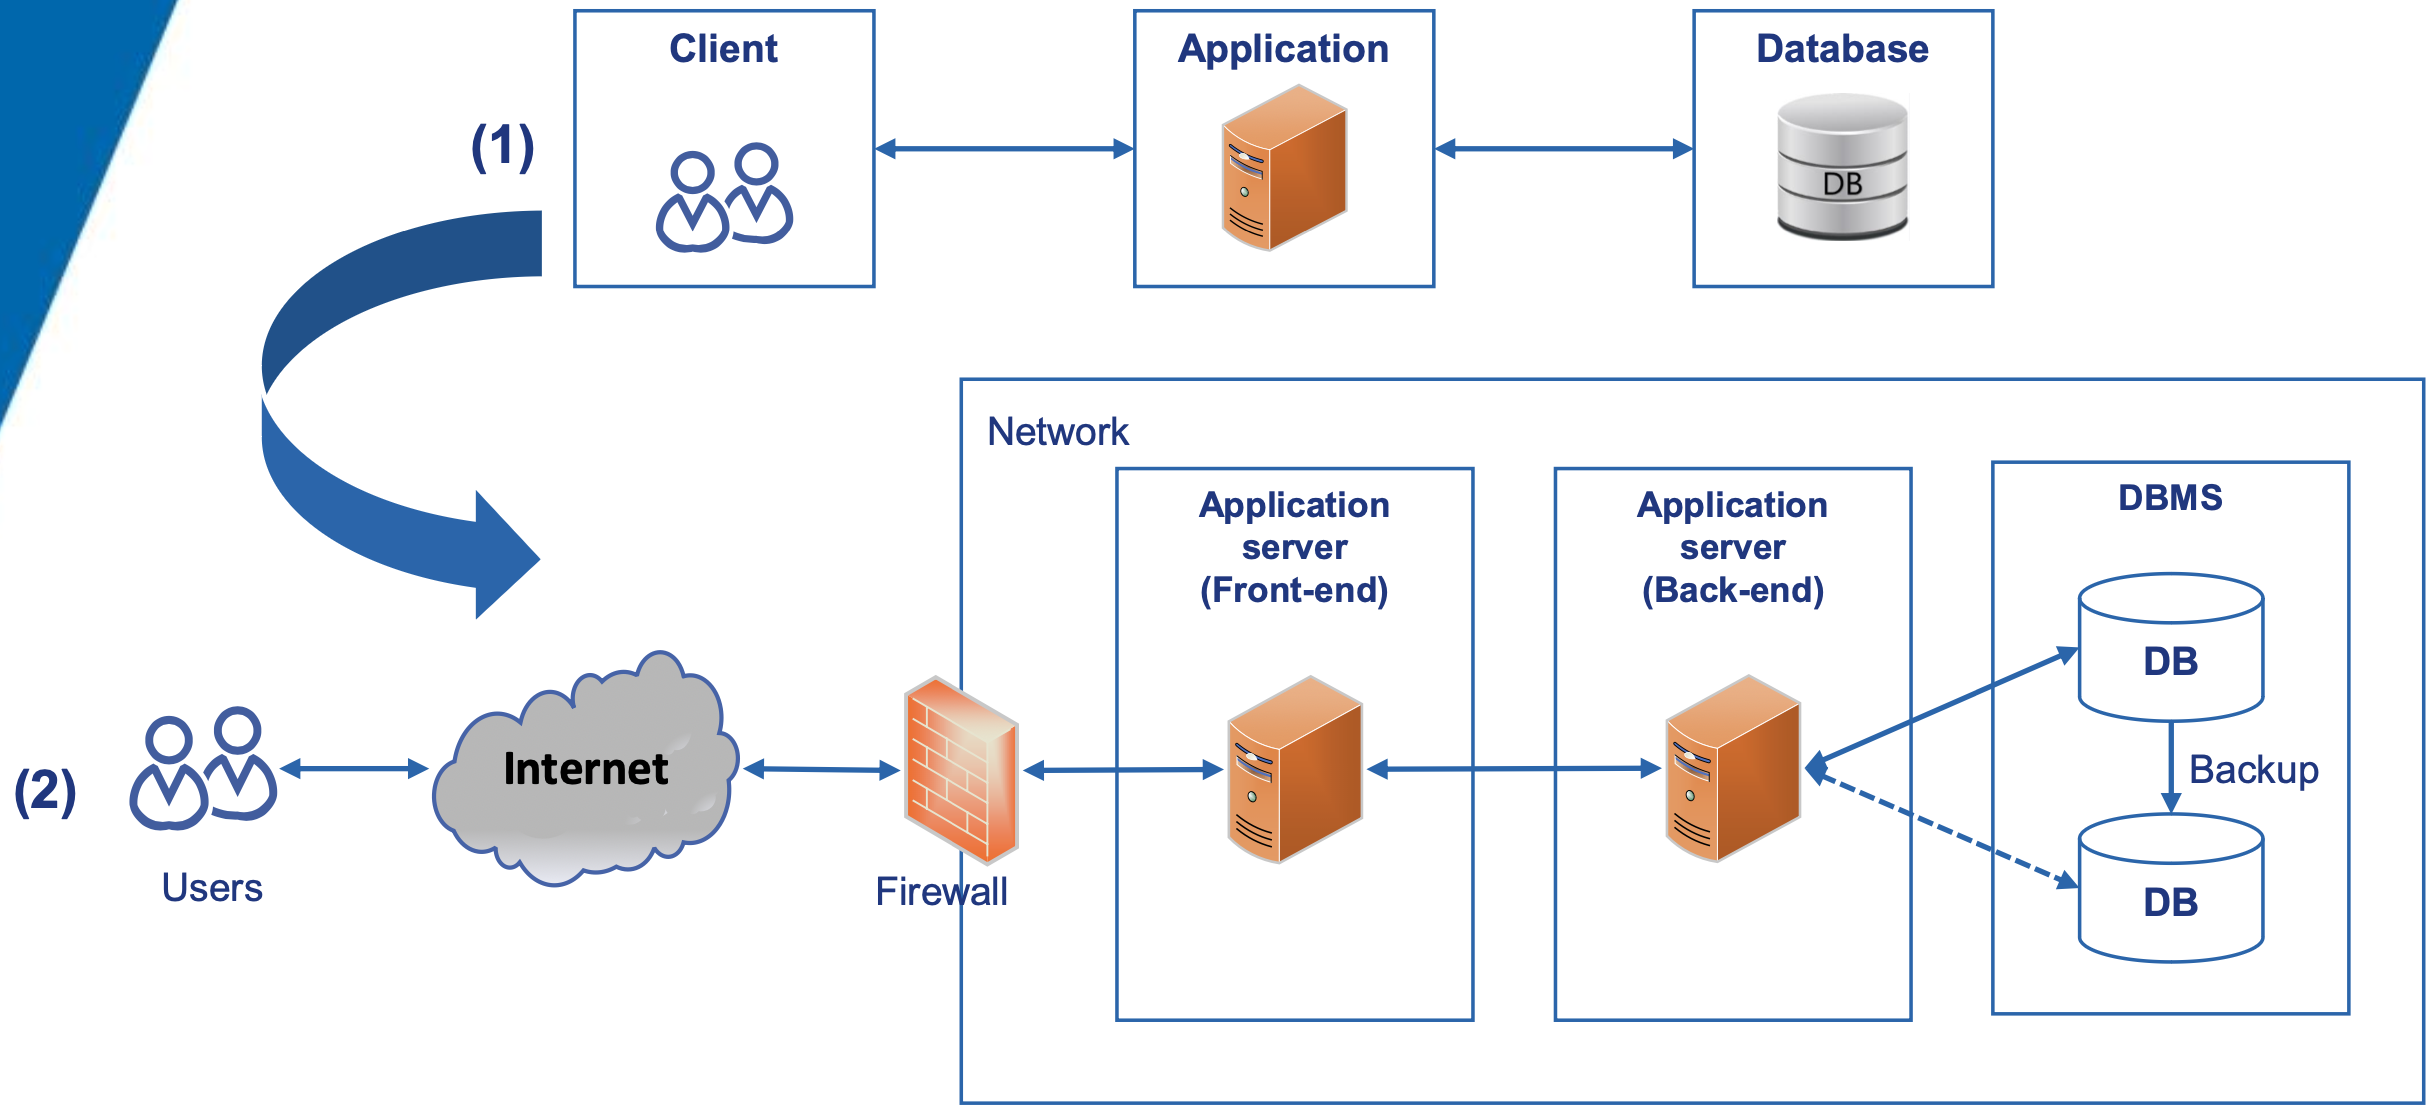 (1)
Client
Application
Database
DB
Network
Application
server
(Front-end)
Application
server
(Back-end)
DBMS
DB
Backup
DB
(2)
Users
Internet
Firewall